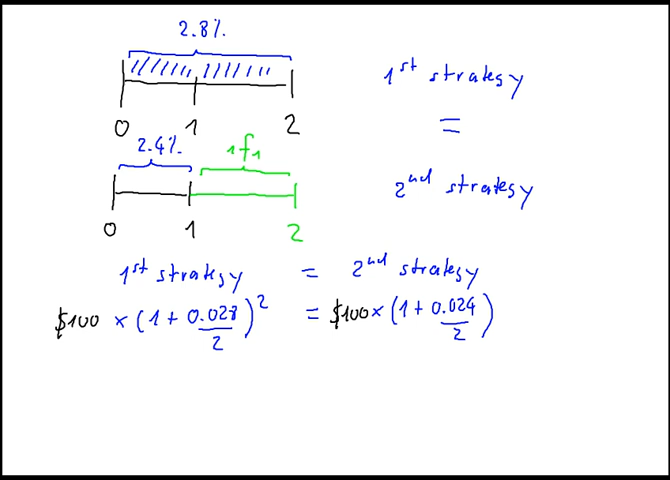 2.8%
1st strategy
0 1 2
=
2.4% 1f1
2nd strategy
0 1 2
1st strategy = 2nd strategy
$100 × (1 + 0.028/2)² = $100 × (1 + 0.024/2)